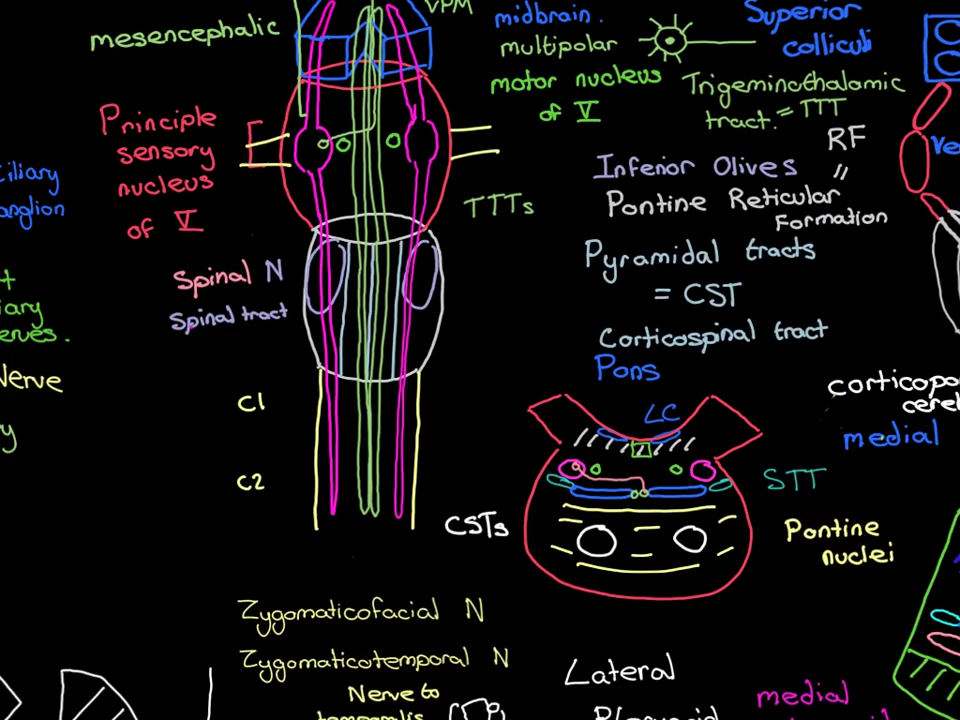 VPM
mesencephalic
midbrain.
multipolar
motor nucleus
of V
Superior
colliculi
Trigeminothalamic
tract. = TTT
RF
"
Principle
sensory
nucleus
of V
TTTs
Inferior Olives
Pontine Reticular
Formation
Pyramidal tracts
= CST
Corticospinal tract
Spinal N
Spinal tract
C1
C2
Pons
LC
STT
CSTs
Pontine
nuclei
medial
Nerve
Zygomaticofacial N
Zygomaticotemporal N
Nerve to
Lateral
medial